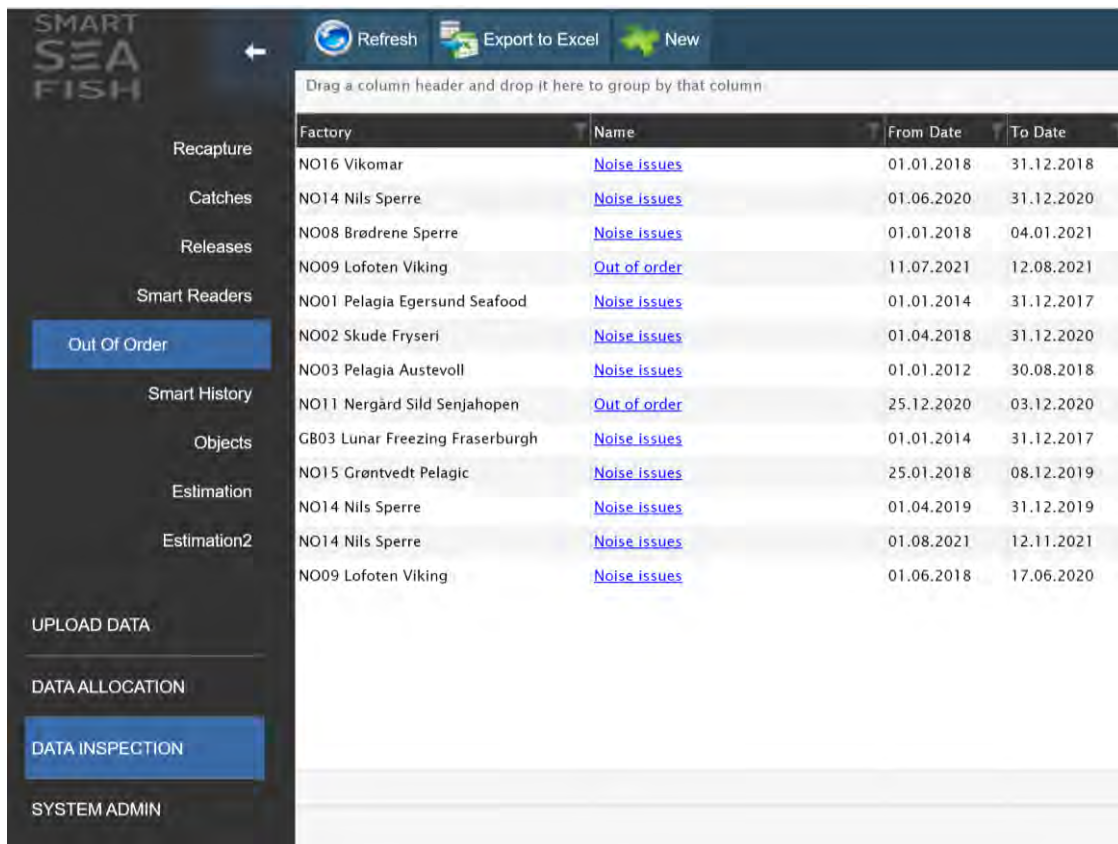 SMART
SEA
FISH
Refresh Export to Excel New
Drag a column header and drop it here to group by that column
Recapture
Catches
Releases
Smart Readers
Out Of Order
Smart History
Objects
Estimation
Estimation2
UPLOAD DATA
DATA ALLOCATION
DATA INSPECTION
SYSTEM ADMIN
Factory Name From Date To Date
NO16 Vikomar Noise issues 01.01.2018 31.12.2018
NO14 Nils Sperre Noise issues 01.06.2020 31.12.2020
NO08 Brødrene Sperre Noise issues 01.01.2018 04.01.2021
NO09 Lofoten Viking Out of order 11.07.2021 12.08.2021
NO01 Pelagia Egersund Seafood Noise issues 01.01.2014 31.12.2017
NO02 Skude Fryseri Noise issues 01.04.2018 31.12.2020
NO03 Pelagia Austevoll Noise issues 01.01.2012 30.08.2018
NO11 Nergård Sild Senjahopen Out of order 25.12.2020 03.12.2020
GB03 Lunar Freezing Fraserburgh Noise issues 01.01.2014 31.12.2017
NO15 Grøntvedt Pelagic Noise issues 25.01.2018 08.12.2019
NO14 Nils Sperre Noise issues 01.04.2019 31.12.2019
NO14 Nils Sperre Noise issues 01.08.2021 12.11.2021
NO09 Lofoten Viking Noise issues 01.06.2018 17.06.2020